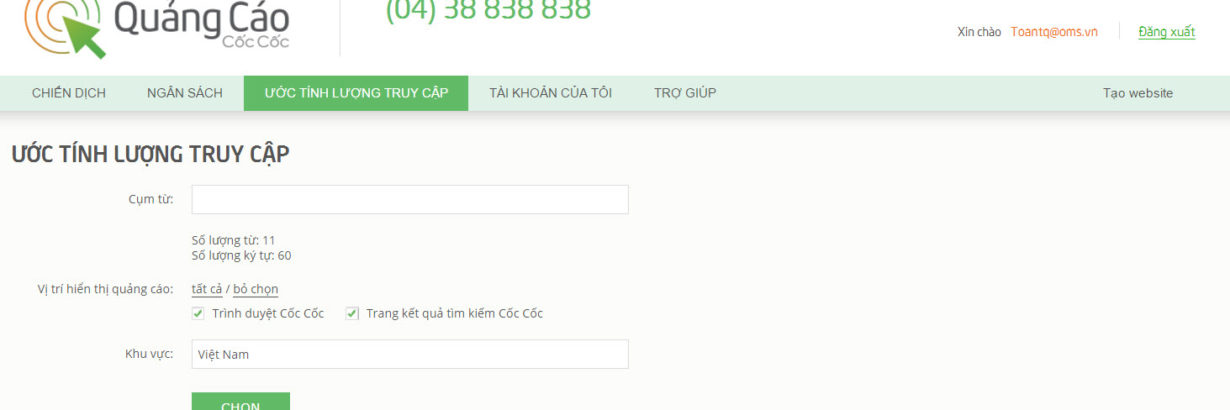 (04) 38 838 838
Quảng Cáo
Cốc Cốc
Xin chào Toantq@oms.vn Đăng xuất
CHIẾN DỊCH NGÂN SÁCH ƯỚC TÍNH LƯỢNG TRUY CẬP TÀI KHOẢN CỦA TÔI TRỢ GIÚP Tạo website
ƯỚC TÍNH LƯỢNG TRUY CẬP
Cụm từ:
Số lượng từ: 11
Số lượng ký tự: 60
Vị trí hiển thị quảng cáo: tất cả / bỏ chọn
Trình duyệt Cốc Cốc Trang kết quả tìm kiếm Cốc Cốc
Khu vực: Việt Nam
CHỌN